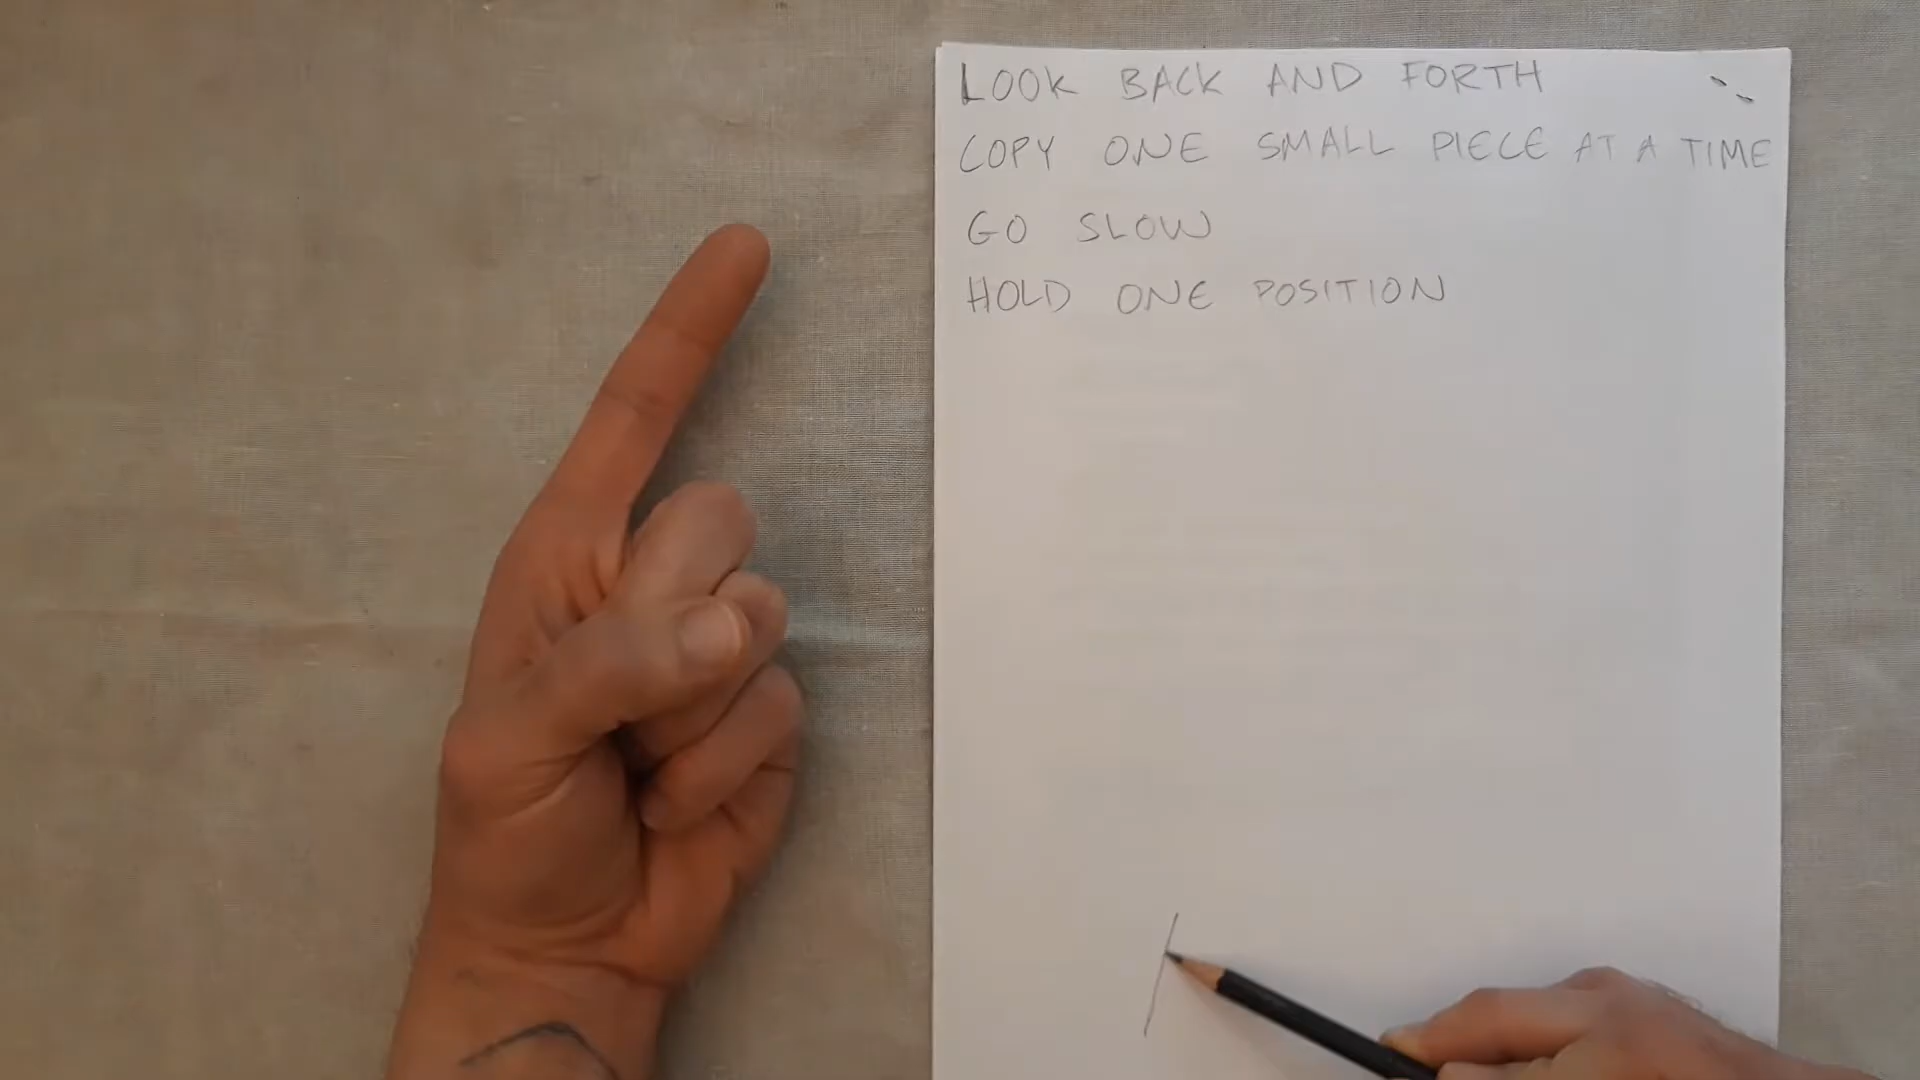 LOOK BACK AND FORTH
COPY ONE SMALL PIECE AT A TIME
GO SLOW
HOLD ONE POSITION